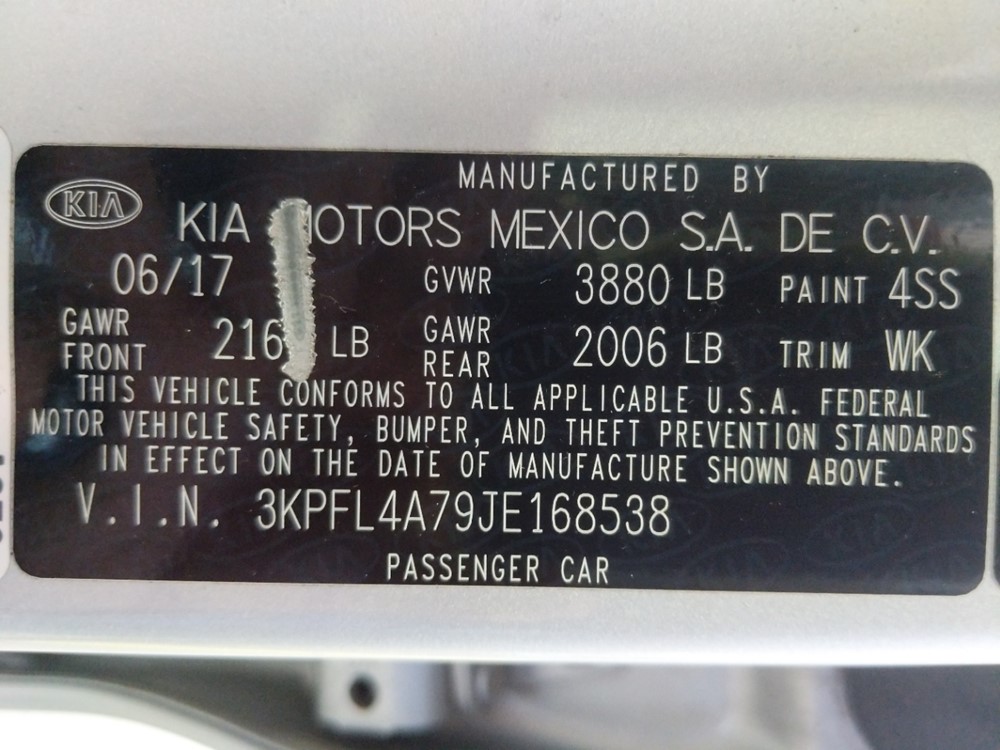 MANUFACTURED BY
KIA
KIA OTORS MEXICO S.A. DE C.V.
06/17 GVWR 3880 LB PAINT 4SS
GAWR FRONT LB GAWR REAR 2006 LB TRIM WK
THIS VEHICLE CONFORMS TO ALL APPLICABLE U.S.A. FEDERAL
MOTOR VEHICLE SAFETY, BUMPER, AND THEFT PREVENTION STANDARDS
IN EFFECT ON THE DATE OF MANUFACTURE SHOWN ABOVE.
V.I.N. 3KPFL4A79JE168538
PASSENGER CAR